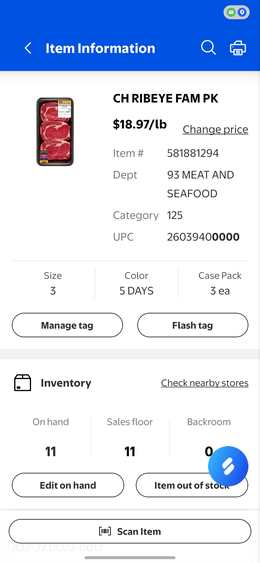 Item Information
CH RIBEYE FAM PK
$18.97/lb
Change price
Item # 581881294
Dept 93 MEAT AND
SEAFOOD
Category 125
UPC 26039400000
Size Color Case Pack
3 5 DAYS 3 ea
Manage tag Flash tag
Inventory Check nearby stores
On hand Sales floor Backroom
11 11 0
Edit on hand Item out of stock
Scan Item